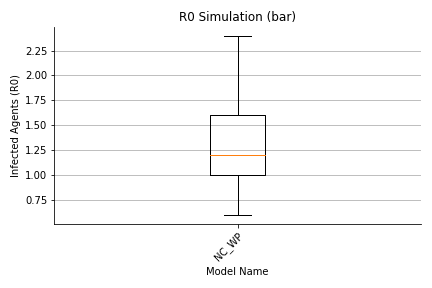 R0 Simulation (bar)
Infected Agents (R0)
2.25
2.00
1.75
1.50
1.25
1.00
0.75
NC_WP
Model Name